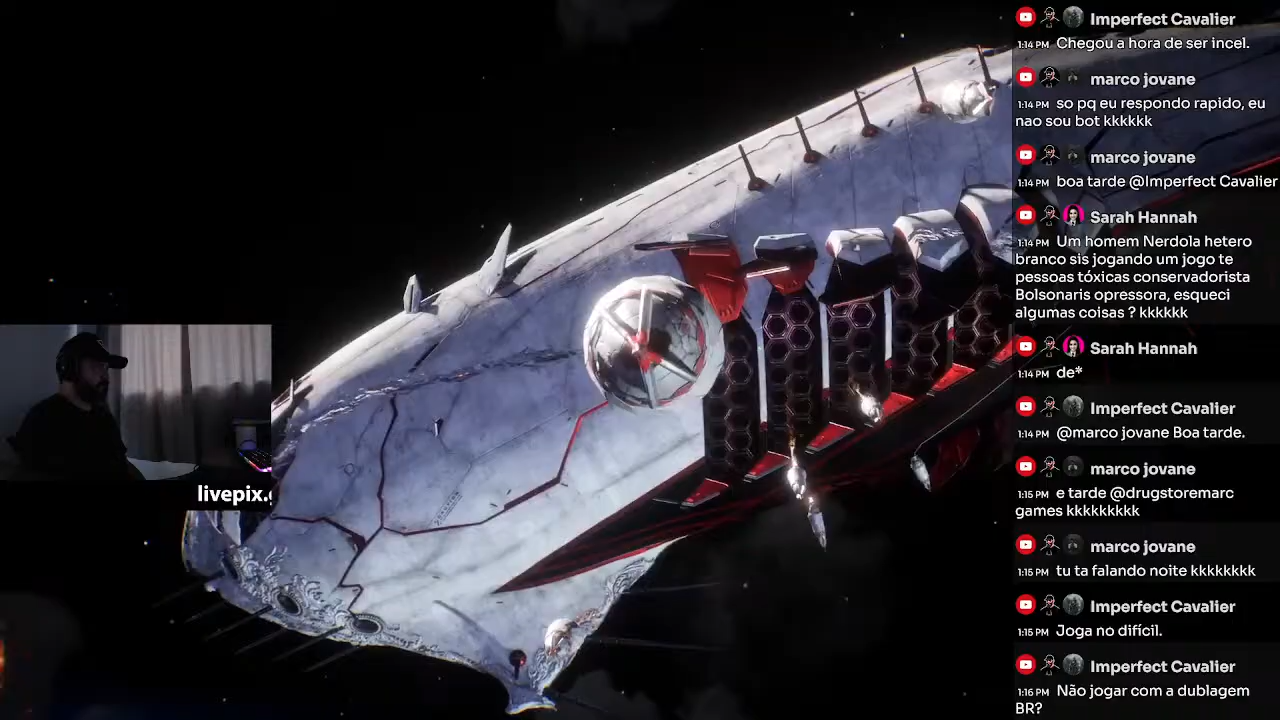 Imperfect Cavalier
1:14 PM Chegou a hora de ser incel.
marco jovane
1:14 PM so pq eu respondo rapido, eu
nao sou bot kkkkkk
marco jovane
1:14 PM boa tarde @Imperfect Cavalier
Sarah Hannah
1:14 PM Um homem Nerdola hetero
branco sis jogando um jogo te
pessoas tóxicas conservadorista
Bolsonaris opressora, esqueci
algumas coisas ? kkkkkk
Sarah Hannah
1:14 PM de*
Imperfect Cavalier
1:14 PM @marco jovane Boa tarde.
marco jovane
1:15 PM e tarde @drugstoremarc
games kkkkkkkkk
marco jovane
1:15 PM tu ta falando noite kkkkkkkk
Imperfect Cavalier
1:15 PM Joga no difícil.
Imperfect Cavalier
1:16 PM Não jogar com a dublagem
BR?
livepix.